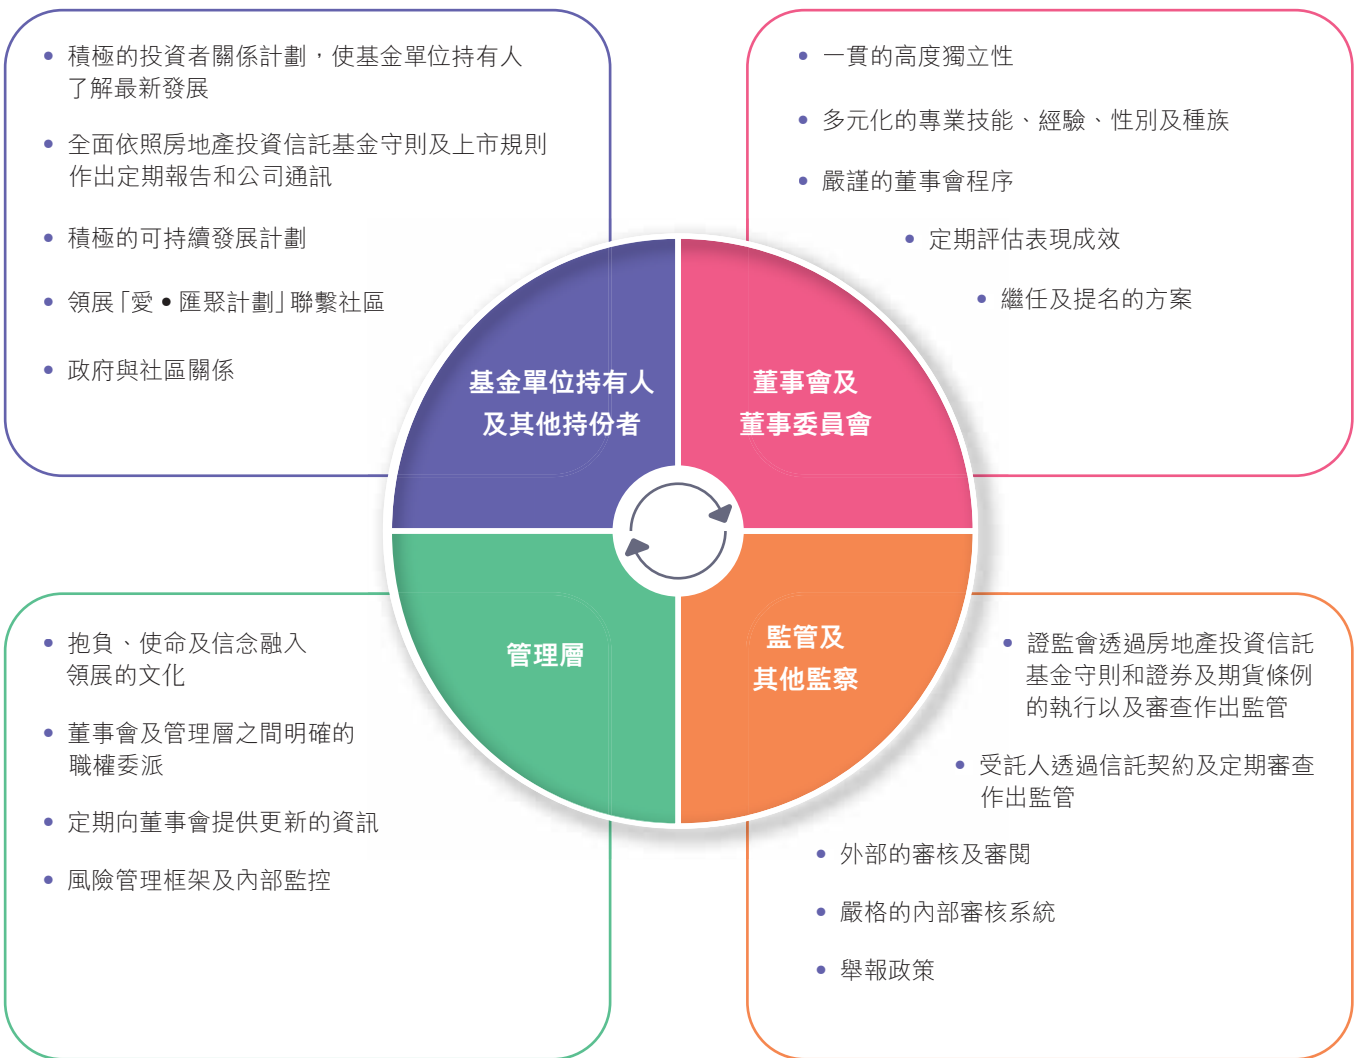 積極的投資者關係計劃，使基金單位持有人
了解最新發展
全面依照房地產投資信託基金守則及上市規則
作出定期報告和公司通訊
積極的可持續發展計劃
領展「愛•匯聚計劃」聯繫社區
政府與社區關係
一貫的高度獨立性
多元化的專業技能、經驗、性別及種族
嚴謹的董事會程序
定期評估表現成效
繼任及提名的方案
基金單位持有人
及其他持份者
董事會及
董事委員會
管理層
監管及
其他監察
抱負、使命及信念融入
領展的文化
董事會及管理層之間明確的
職權委派
定期向董事會提供更新的資訊
風險管理框架及內部監控
證監會透過房地產投資信託
基金守則和證券及期貨條例
的執行以及審查作出監管
受託人透過信託契約及定期審查
作出監管
外部的審核及審閱
嚴格的內部審核系統
舉報政策